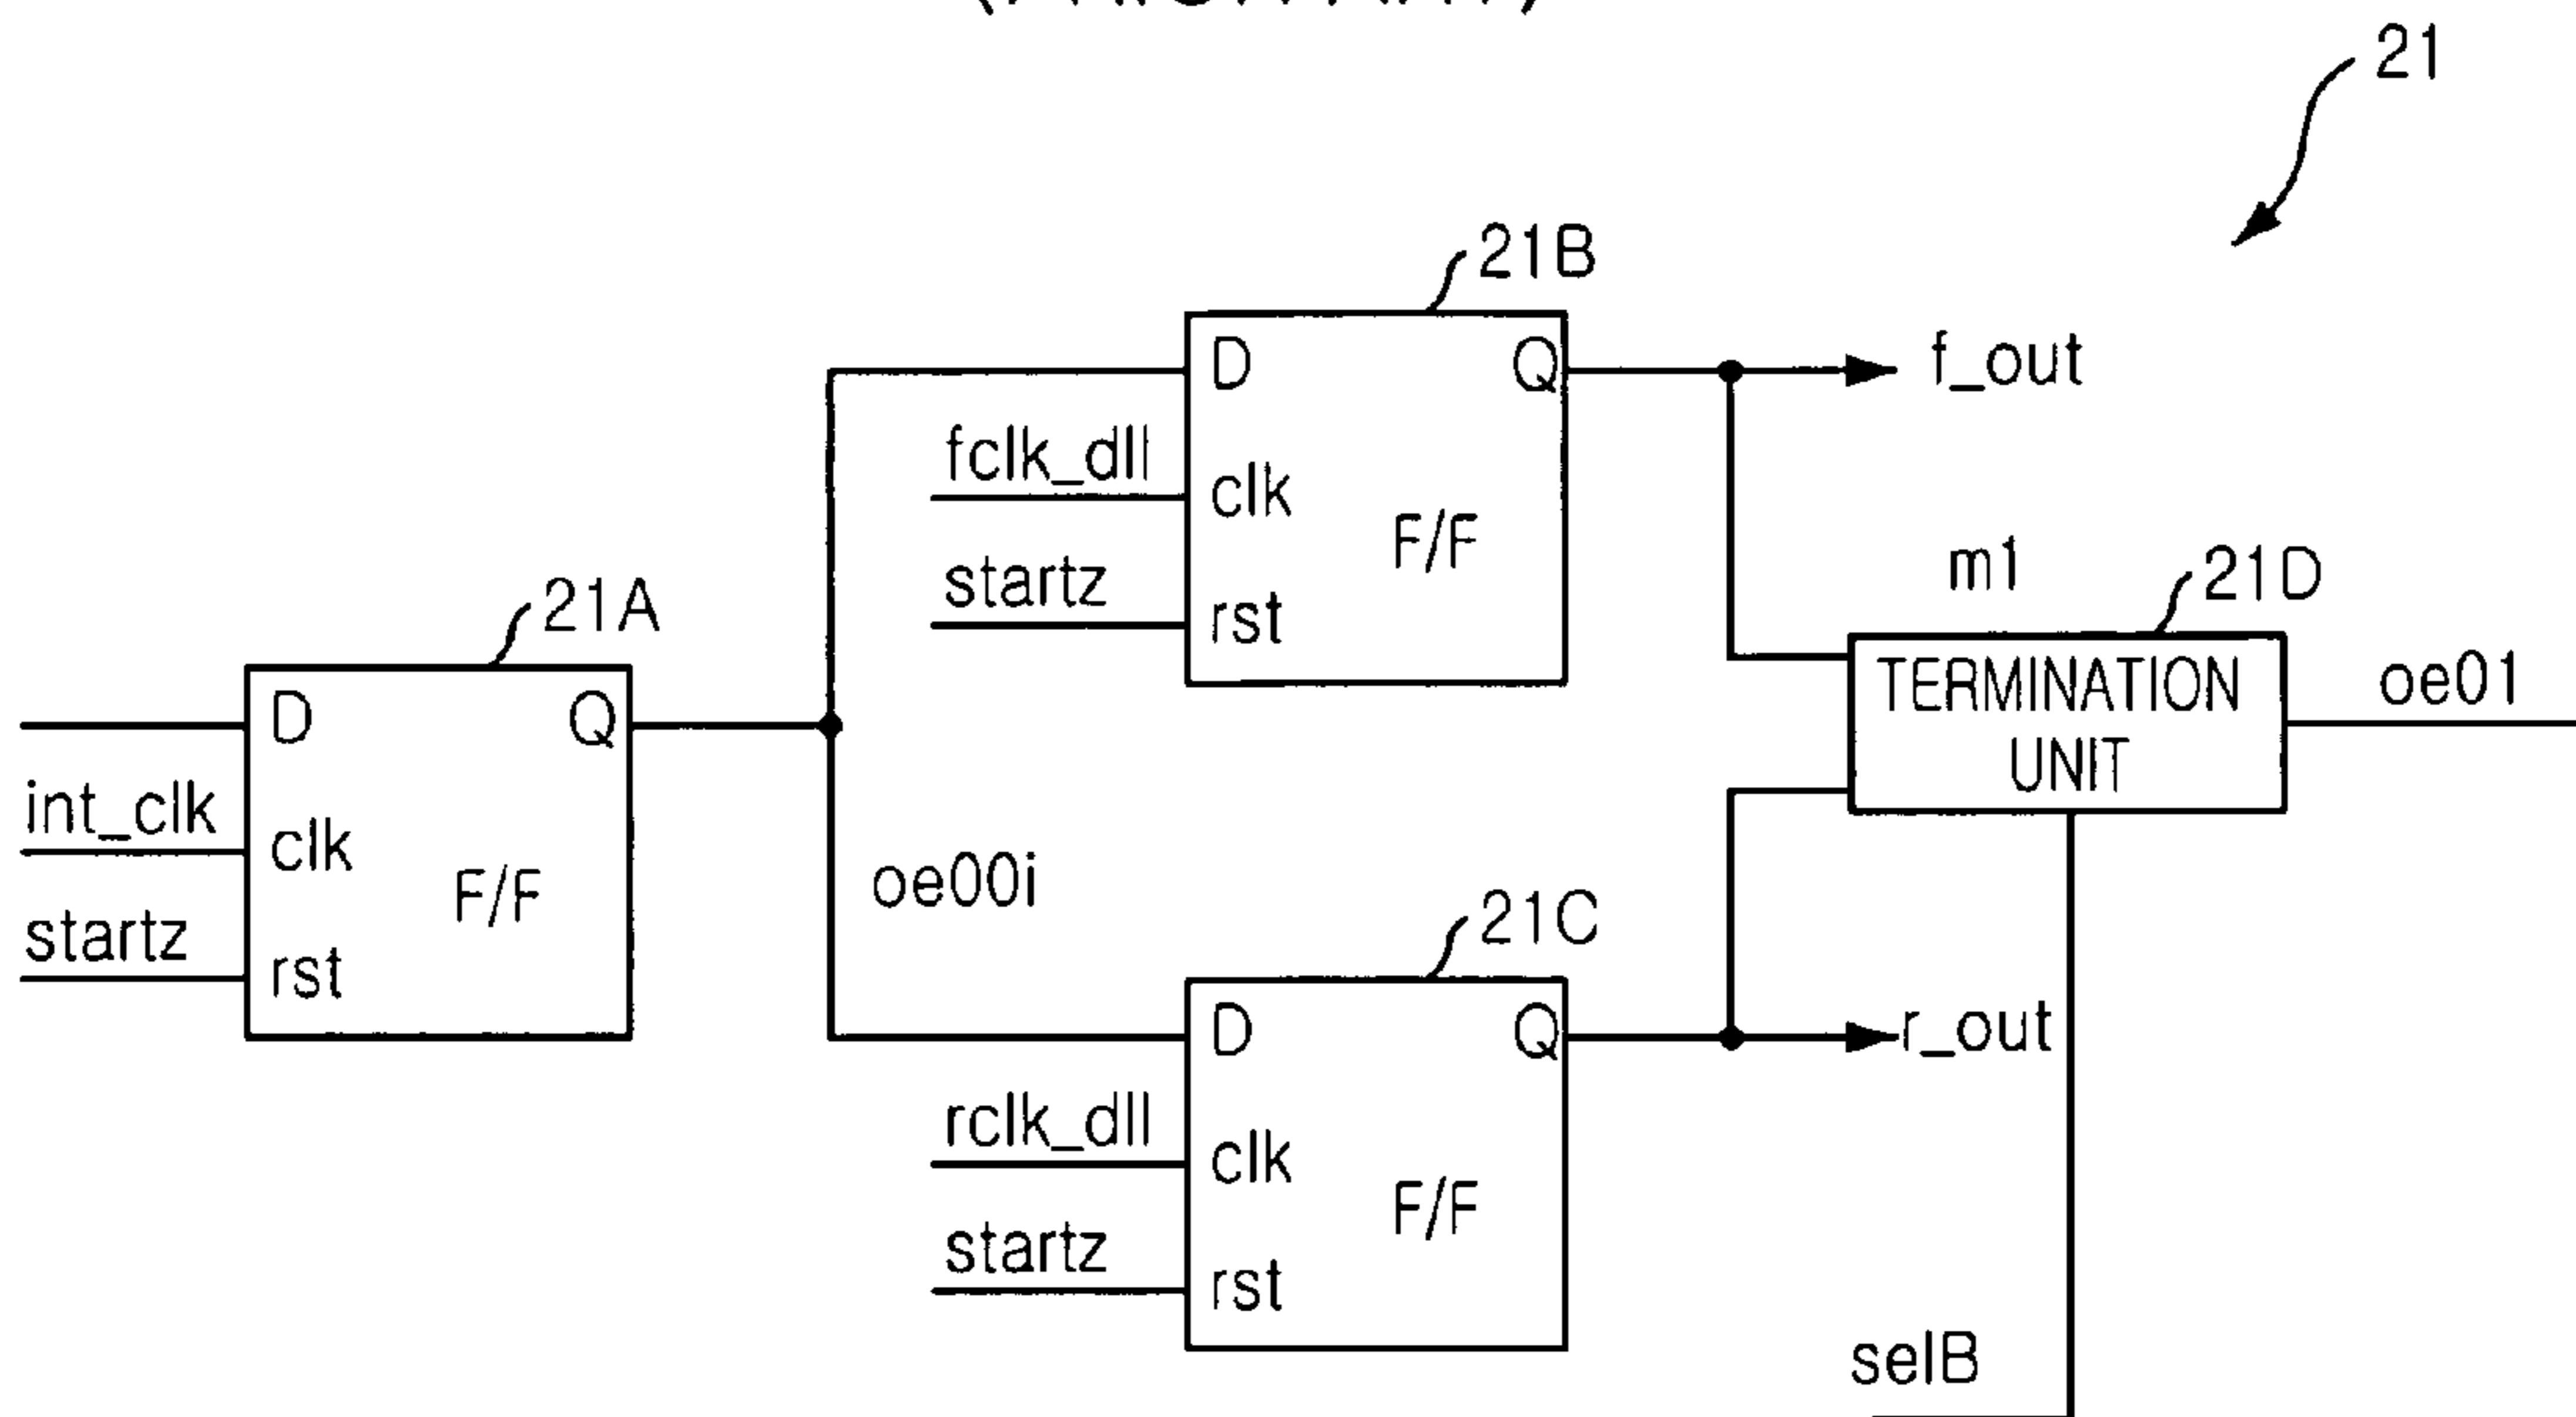 21
21B
D
Q
f_out
fclk_dll
clk
F/F
startz
rst
m1
21D
TERMINATION
UNIT
oe01
21A
D
Q
int_clk
clk
F/F
startz
rst
oe00i
21C
D
Q
r_out
rclk_dll
clk
F/F
startz
rst
selB